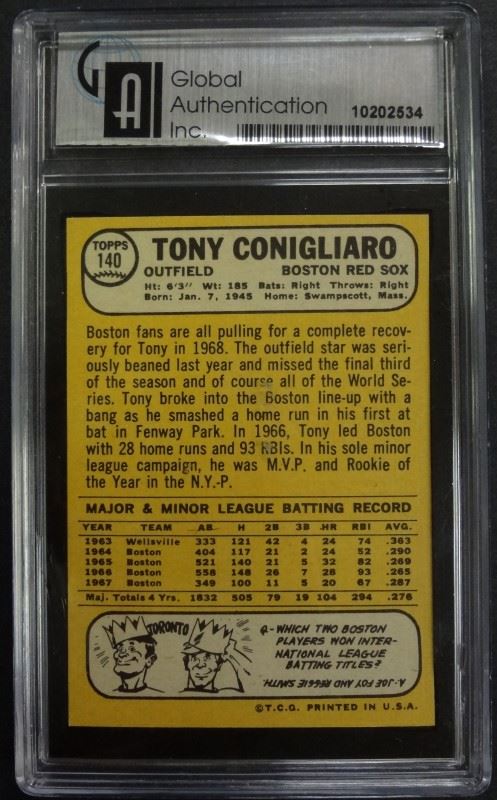 GA
Global
Authentication
Inc.
10202534
TOPPS
140
TONY CONIGLIARO
OUTFIELD BOSTON RED SOX
Ht: 6'3" Wt: 185 Bats: Right Throws: Right
Born: Jan. 7, 1945 Home: Swampscott, Mass.
Boston fans are all pulling for a complete recov-
ery for Tony in 1968. The outfield star was seri-
ously beaned last year and missed the final third
of the season and of course all of the World Se-
ries. Tony broke into the Boston line-up with a
bang as he smashed a home run in his first at
bat in Fenway Park. In 1966, Tony led Boston
with 28 home runs and 93 RBIs. In his sole minor
league campaign, he was M.V.P. and Rookie of
the Year in the N.Y.-P.
MAJOR & MINOR LEAGUE BATTING RECORD
YEAR TEAM AB H 2B 3B HR RBI AVG.
1963 Wellsville 333 121 42 4 24 74 .363
1964 Boston 404 117 21 2 24 52 .290
1965 Boston 521 140 21 5 32 82 .269
1966 Boston 558 148 26 7 28 93 .265
1967 Boston 349 100 11 5 20 67 .287
Maj. Totals 4 Yrs. 1832 505 79 19 104 294 .276
TORONTO
Q-WHICH TWO BOSTON
PLAYERS WON INTER-
NATIONAL LEAGUE
BATTING TITLES?
A-JOE FOY AND REGGIE SMITH.
©T.C.G. PRINTED IN U.S.A.